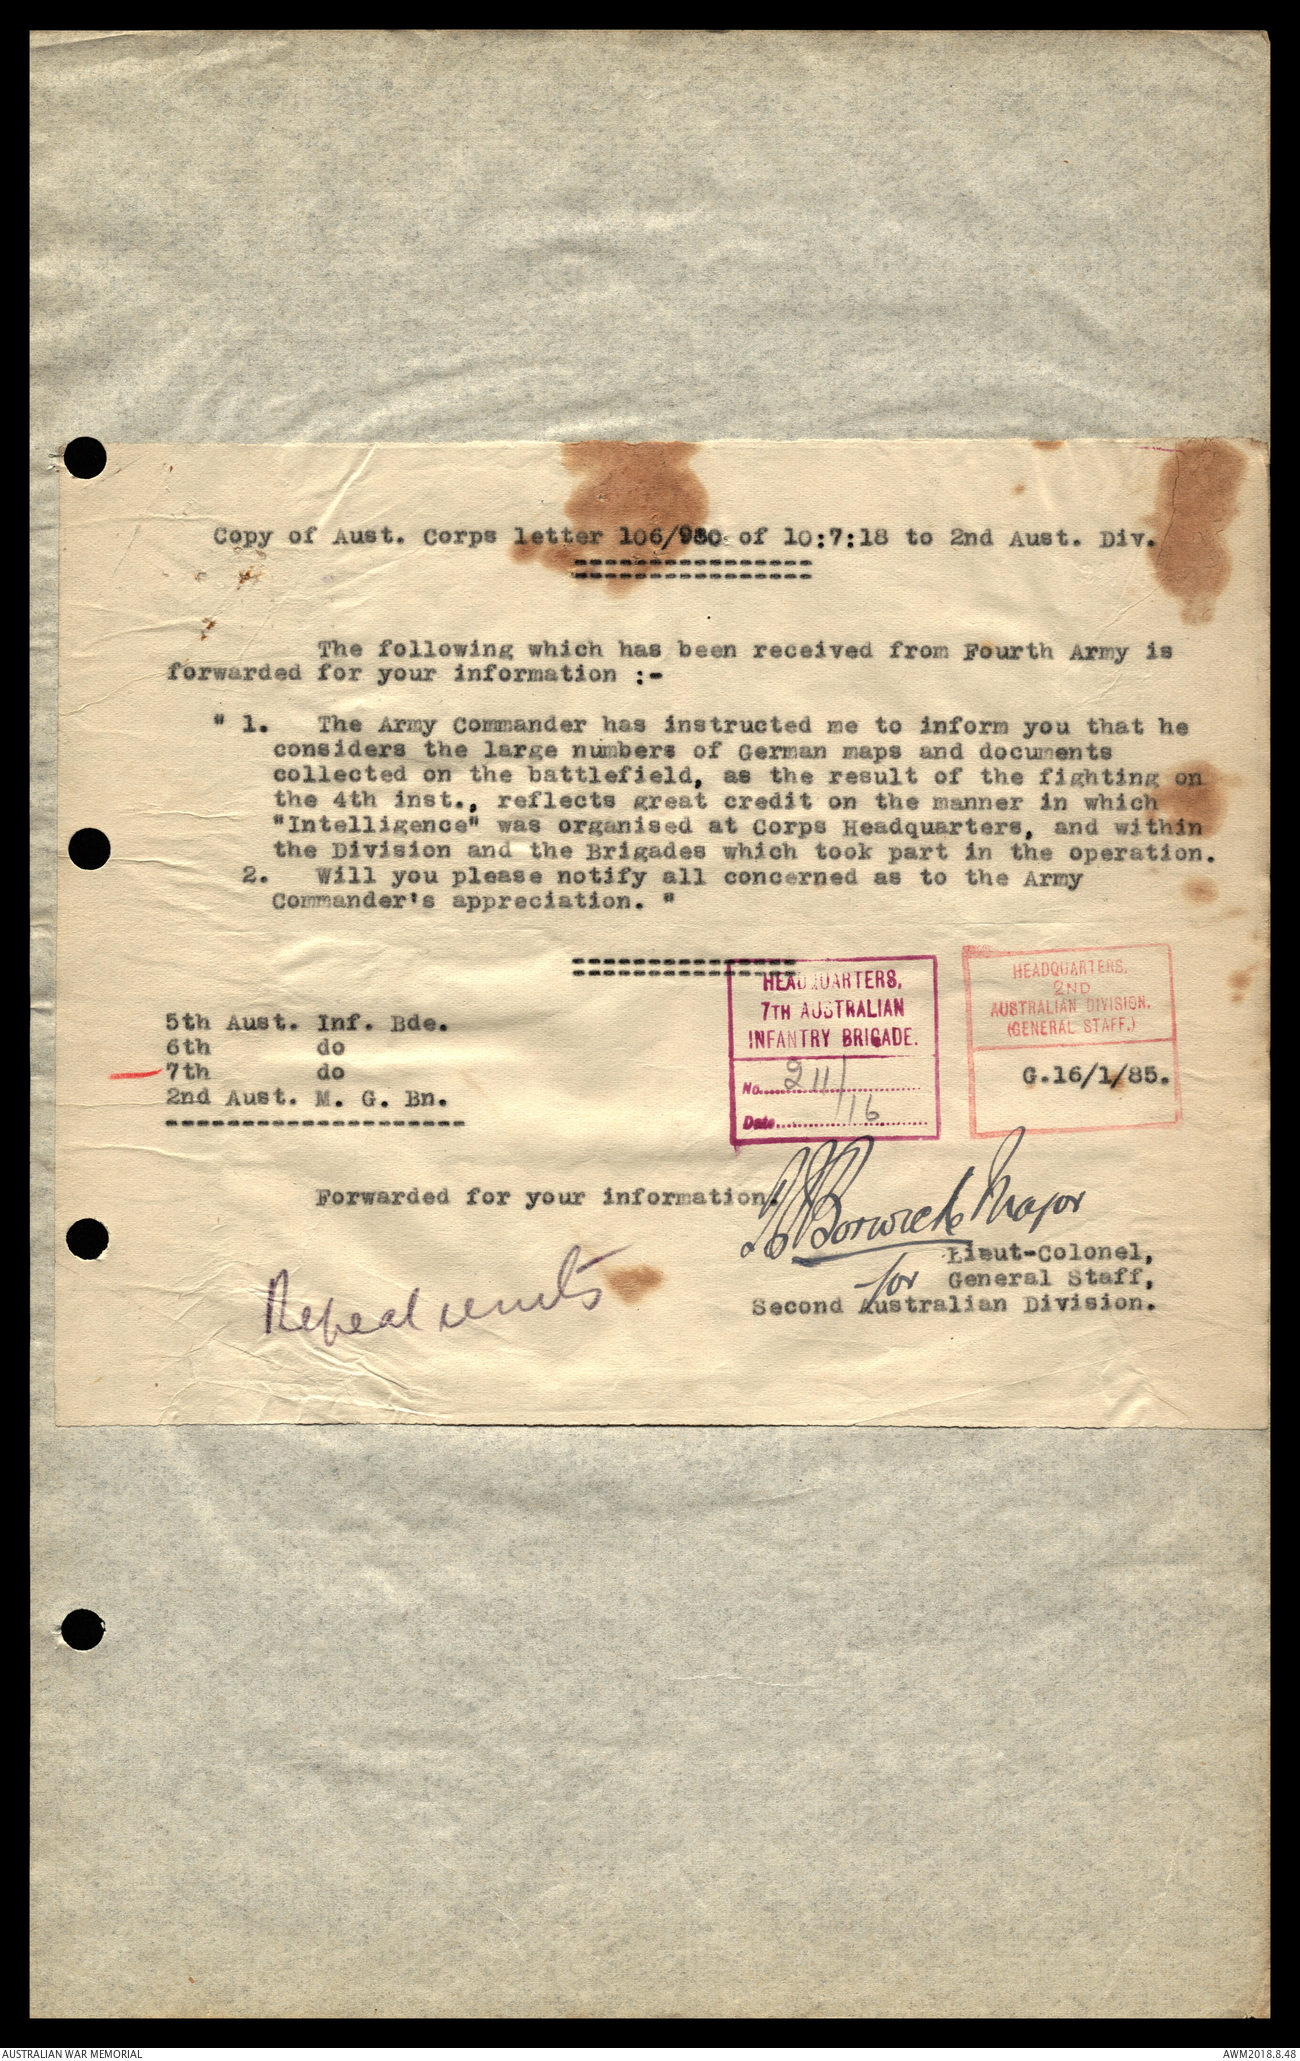 Copy of Aust. Corps letter 106/930 of 10:7:18 to 2nd Aust. Div.
================
The following which has been received from Fourth Army is
forwarded for your information :-
" 1. The Army Commander has instructed me to inform you that he
considers the large numbers of German maps and documents
collected on the battlefield, as the result of the fighting on
the 4th inst., reflects great credit on the manner in which
"Intelligence" was organised at Corps Headquarters, and within
the Division and the Brigades which took part in the operation.
2. Will you please notify all concerned as to the Army
Commander's appreciation. "
===============
HEADQUARTERS,
7TH AUSTRALIAN
INFANTRY BRIGADE.
No. 211/
Date 16
HEADQUARTERS,
2ND
AUSTRALIAN DIVISION.
(GENERAL STAFF.)
G.16/1/85.
5th Aust. Inf. Bde.
6th do
7th do
2nd Aust. M. G. Bn.
--------------------
Forwarded for your information.
Borwick Major
Lieut-Colonel,
for General Staff,
Second Australian Division.
Repeat units
AUSTRALIAN WAR MEMORIAL
AWM2018.8.48